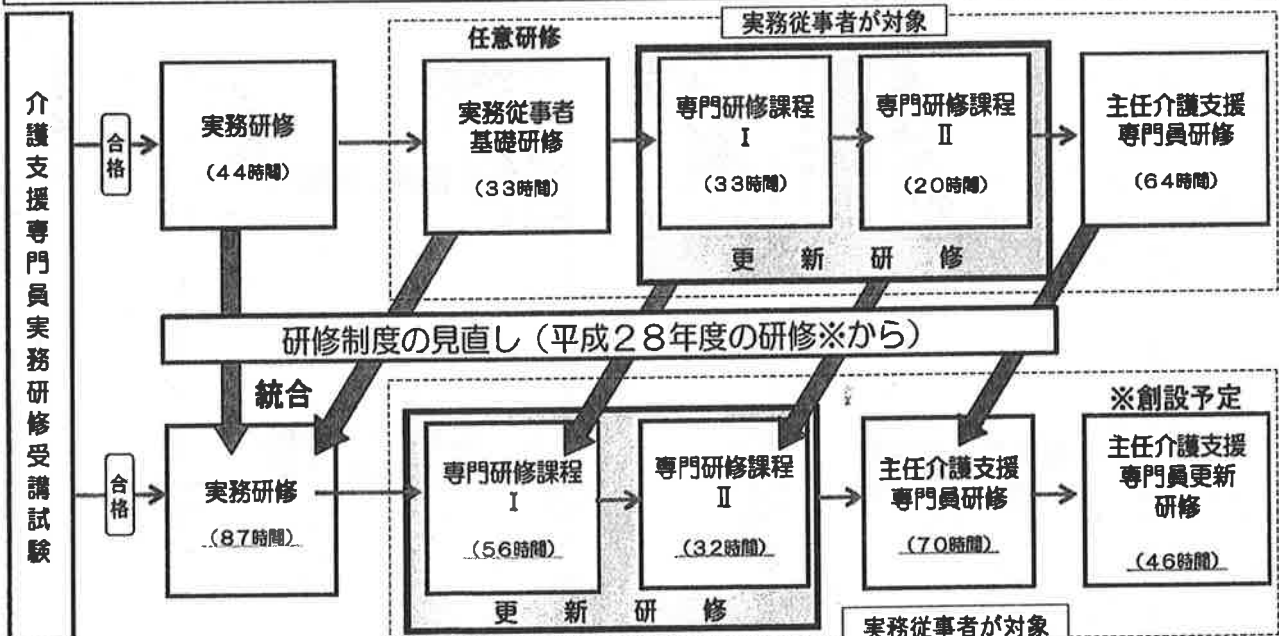 介護支援専門員実務研修受講試験
実務従事者が対象
任意研修
合格
実務研修
(44時間)
実務従事者
基礎研修
(33時間)
専門研修課程
Ⅰ
(33時間)
専門研修課程
Ⅱ
(20時間)
主任介護支援
専門員研修
(64時間)
更新研修
研修制度の見直し（平成２８年度の研修※から）
統合
※創設予定
合格
実務研修
(87時間)
専門研修課程
Ⅰ
(56時間)
専門研修課程
Ⅱ
(32時間)
主任介護支援
専門員研修
(70時間)
主任介護支援
専門員更新
研修
(46時間)
更新研修
実務従事者が対象